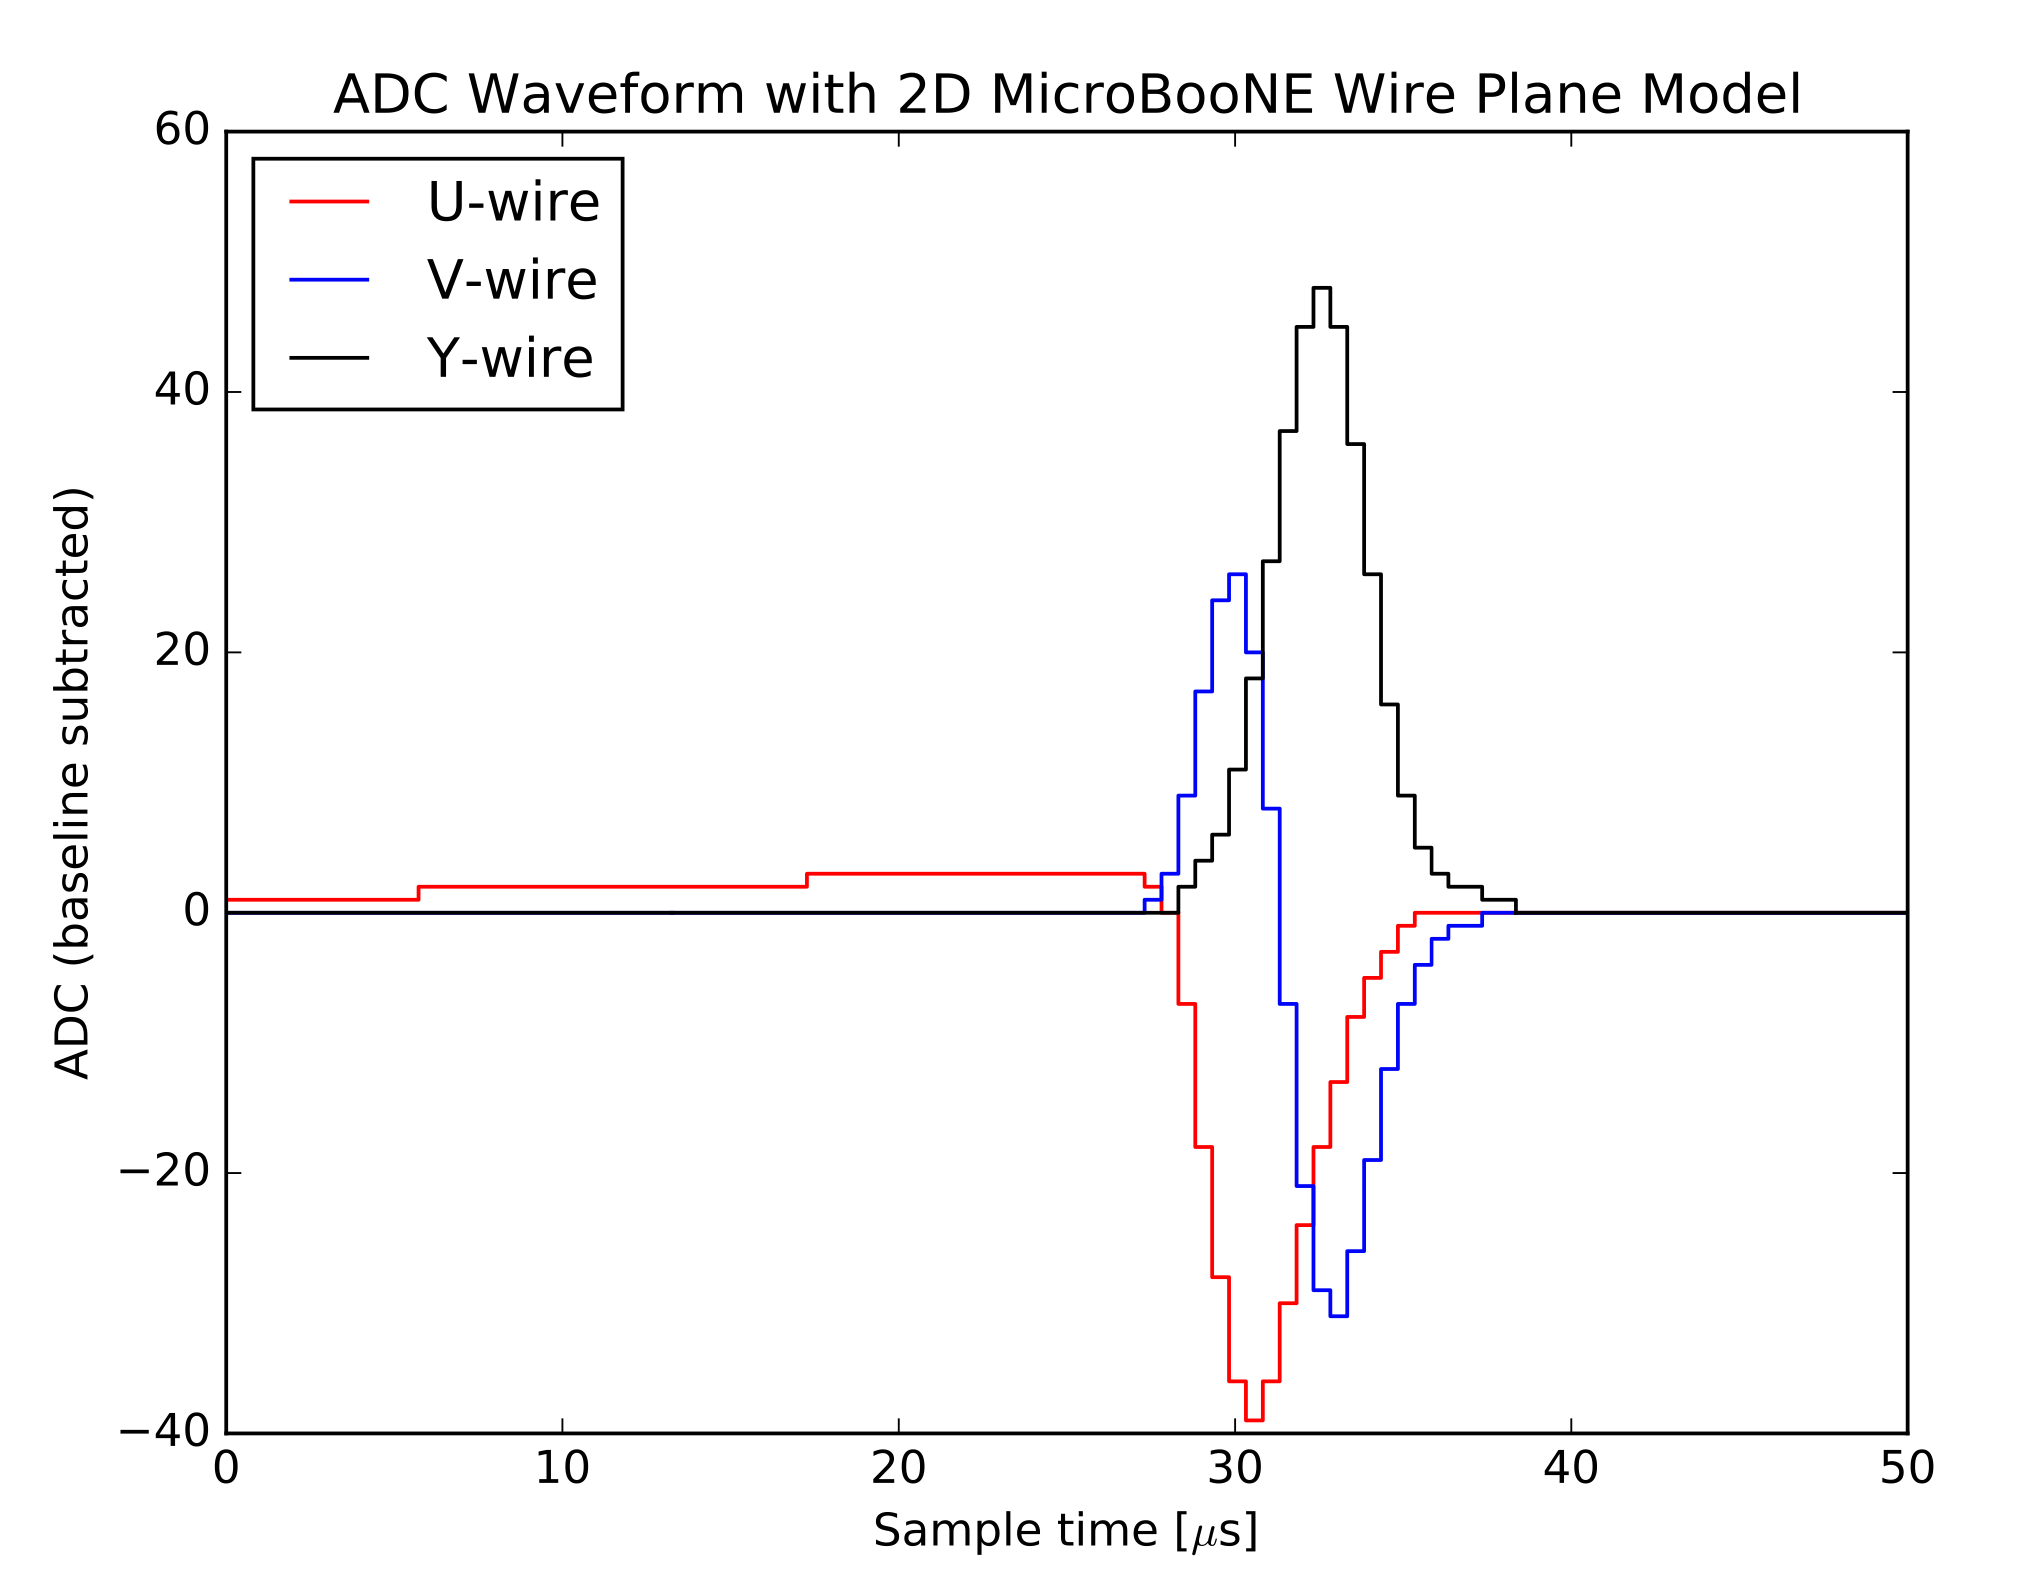 ADC Waveform with 2D MicroBooNE Wire Plane Model
60
40
20
0
−20
−40
ADC (baseline subtracted)
U-wire
V-wire
Y-wire
0 10 20 30 40 50
Sample time [μs]